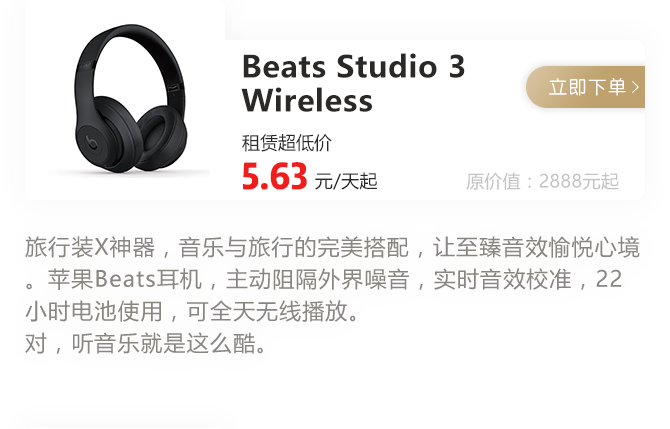 Beats Studio 3
Wireless
立即下单 >
租赁超低价
5.63 元/天起
原价值：2888元起
旅行装X神器，音乐与旅行的完美搭配，让至臻音效愉悦心境
。苹果Beats耳机，主动阻隔外界噪音，实时音效校准，22
小时电池使用，可全天无线播放。
对，听音乐就是这么酷。